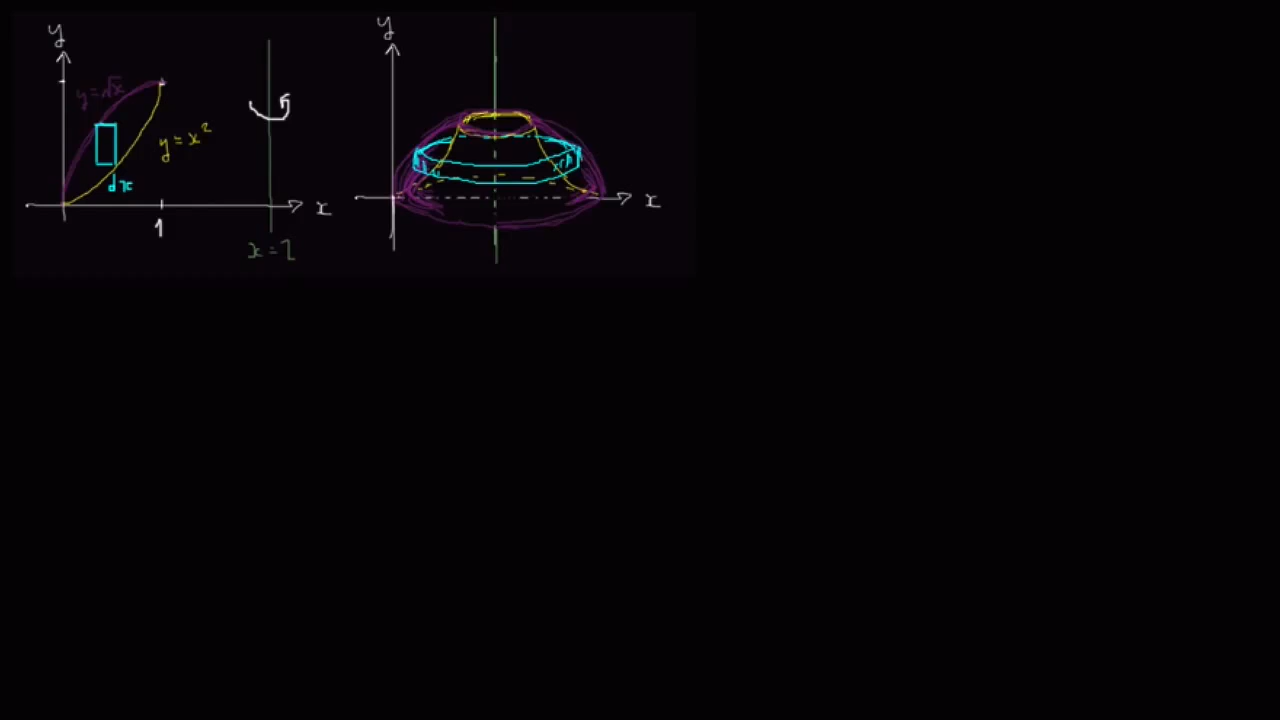 y
y
y = √x
y = x²
dx
x
x
1
x = 2